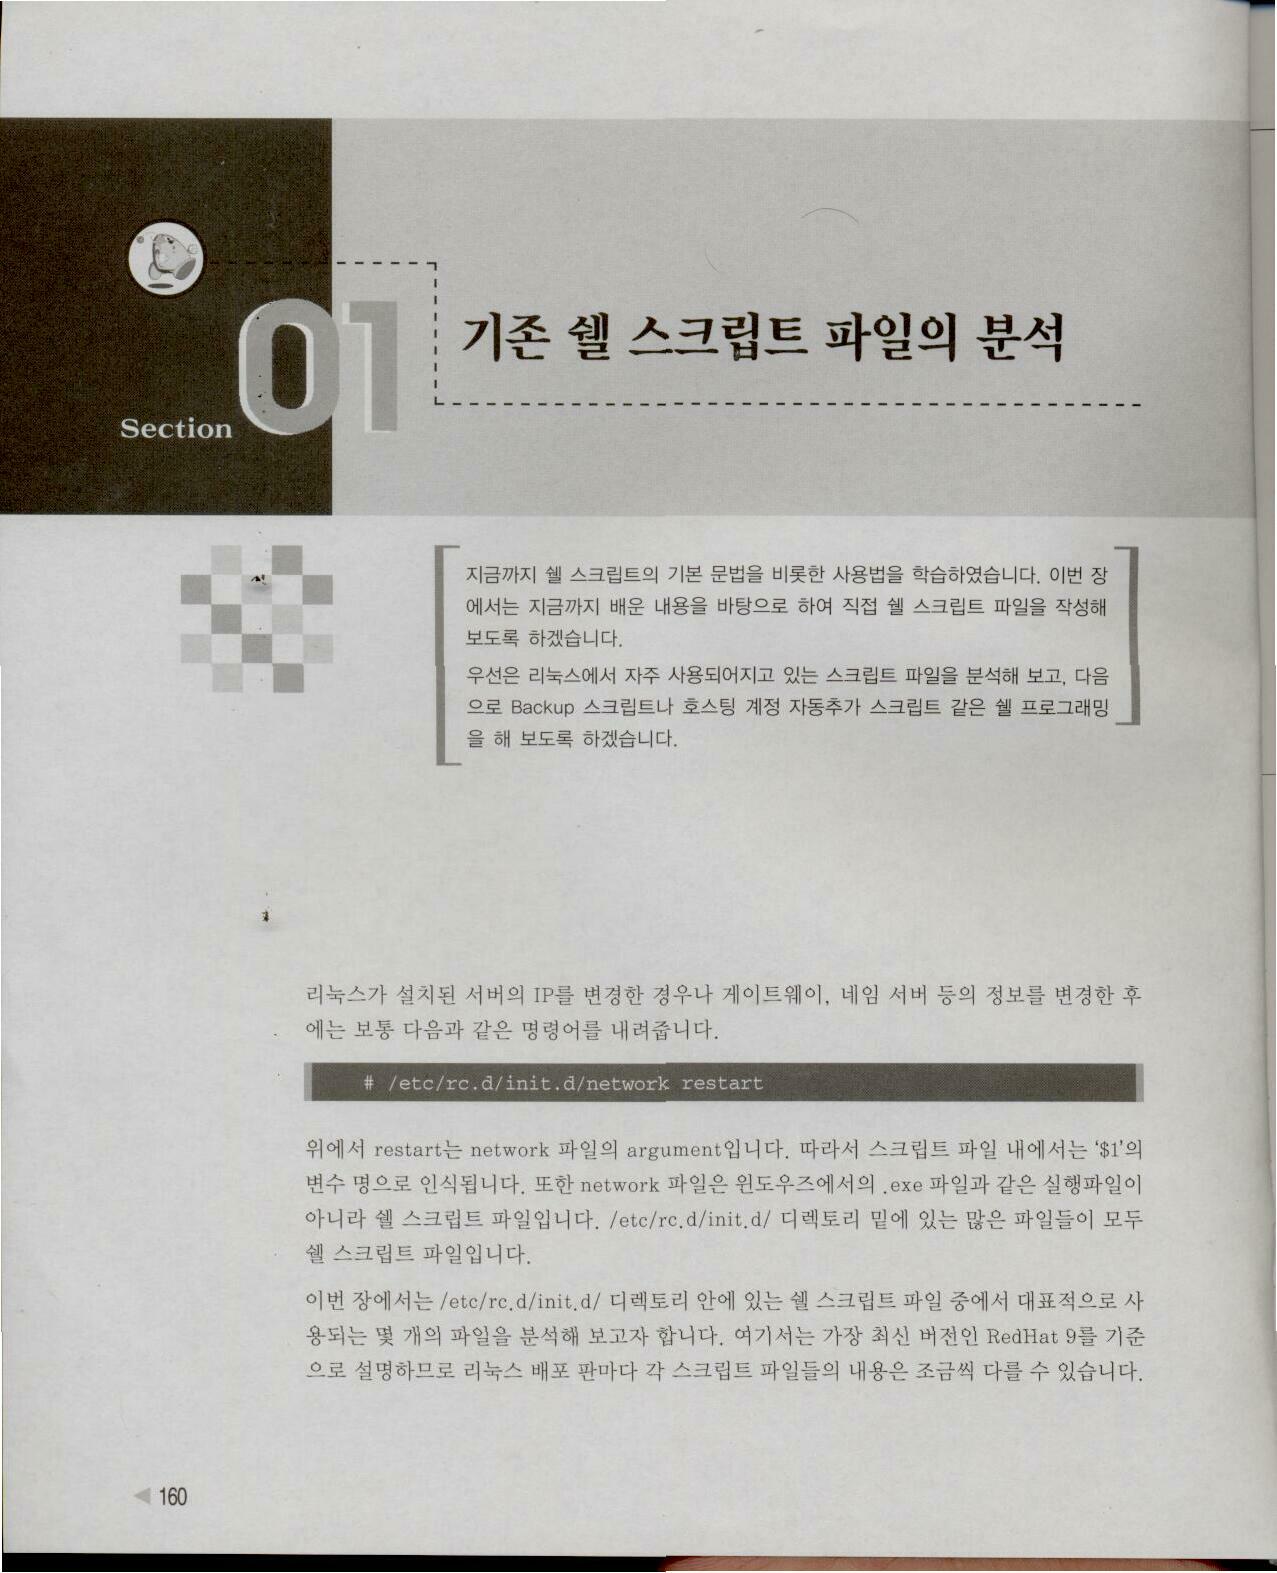 Section 01
기존 쉘 스크립트 파일의 분석
지금까지 쉘 스크립트의 기본 문법을 비롯한 사용법을 학습하였습니다. 이번 장
에서는 지금까지 배운 내용을 바탕으로 하여 직접 쉘 스크립트 파일을 작성해
보도록 하겠습니다.
우선은 리눅스에서 자주 사용되어지고 있는 스크립트 파일을 분석해 보고, 다음
으로 Backup 스크립트나 호스팅 계정 자동추가 스크립트 같은 쉘 프로그래밍
을 해 보도록 하겠습니다.
리눅스가 설치된 서버의 IP를 변경한 경우나 게이트웨이, 네임 서버 등의 정보를 변경한 후
에는 보통 다음과 같은 명령어를 내려줍니다.
# /etc/rc.d/init.d/network restart
위에서 restart는 network 파일의 argument입니다. 따라서 스크립트 파일 내에서는 '$1'의
변수 명으로 인식됩니다. 또한 network 파일은 윈도우즈에서의 .exe 파일과 같은 실행파일이
아니라 쉘 스크립트 파일입니다. /etc/rc.d/init.d/ 디렉토리 밑에 있는 많은 파일들이 모두
쉘 스크립트 파일입니다.
이번 장에서는 /etc/rc.d/init.d/ 디렉토리 안에 있는 쉘 스크립트 파일 중에서 대표적으로 사
용되는 몇 개의 파일을 분석해 보고자 합니다. 여기서는 가장 최신 버전인 RedHat 9를 기준
으로 설명하므로 리눅스 배포 판마다 각 스크립트 파일들의 내용은 조금씩 다를 수 있습니다.
160